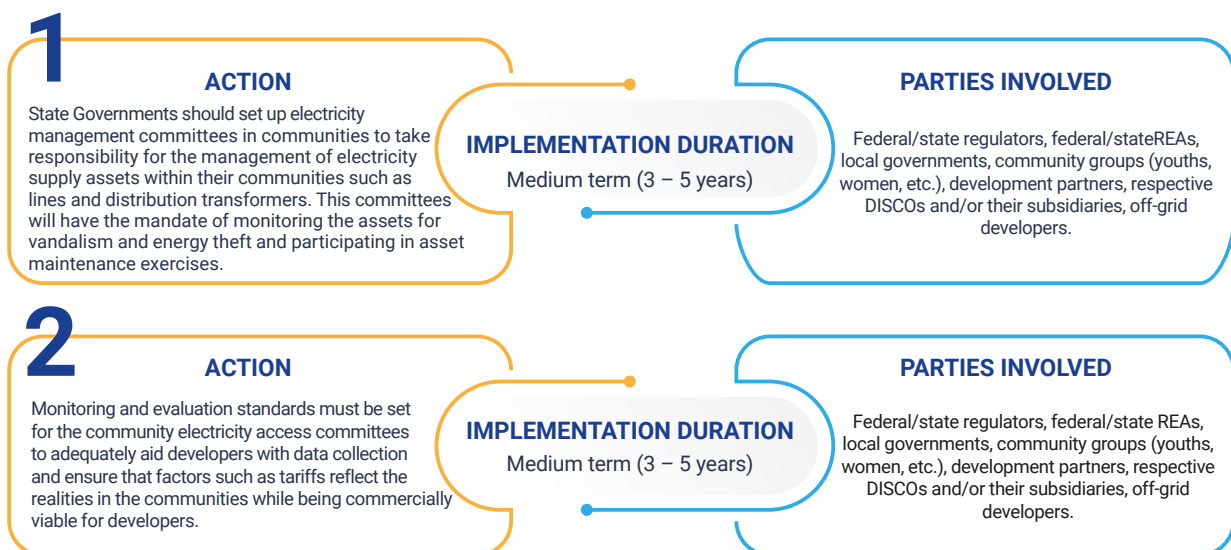 1
ACTION
State Governments should set up electricity
management committees in communities to take
responsibility for the management of electricity
supply assets within their communities such as
lines and distribution transformers. This committees
will have the mandate of monitoring the assets for
vandalism and energy theft and participating in asset
maintenance exercises.
IMPLEMENTATION DURATION
Medium term (3 – 5 years)
PARTIES INVOLVED
Federal/state regulators, federal/stateREAs,
local governments, community groups (youths,
women, etc.), development partners, respective
DISCOs and/or their subsidiaries, off-grid
developers.
2
ACTION
Monitoring and evaluation standards must be set
for the community electricity access committees
to adequately aid developers with data collection
and ensure that factors such as tariffs reflect the
realities in the communities while being commercially
viable for developers.
IMPLEMENTATION DURATION
Medium term (3 – 5 years)
PARTIES INVOLVED
Federal/state regulators, federal/state REAs,
local governments, community groups (youths,
women, etc.), development partners, respective
DISCOs and/or their subsidiaries, off-grid
developers.